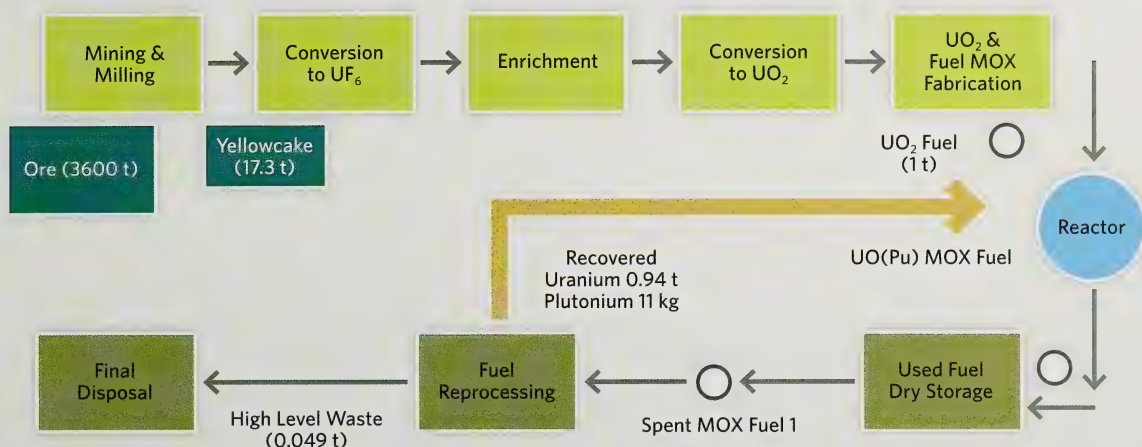 Mining &
Milling
Conversion
to UF₆
Enrichment
Conversion
to UO₂
UO₂ &
Fuel MOX
Fabrication
Ore (3600 t)
Yellowcake
(17.3 t)
UO₂ Fuel
(1 t)
Reactor
Recovered
Uranium 0.94 t
Plutonium 11 kg
UO(Pu) MOX Fuel
Final
Disposal
Fuel
Reprocessing
Used Fuel
Dry Storage
High Level Waste
(0.049 t)
Spent MOX Fuel 1